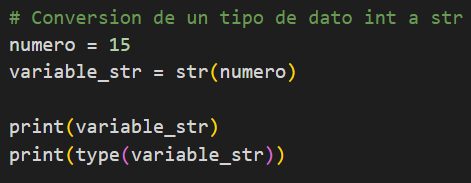 # Conversion de un tipo de dato int a str
numero = 15
variable_str = str(numero)
print(variable_str)
print(type(variable_str))